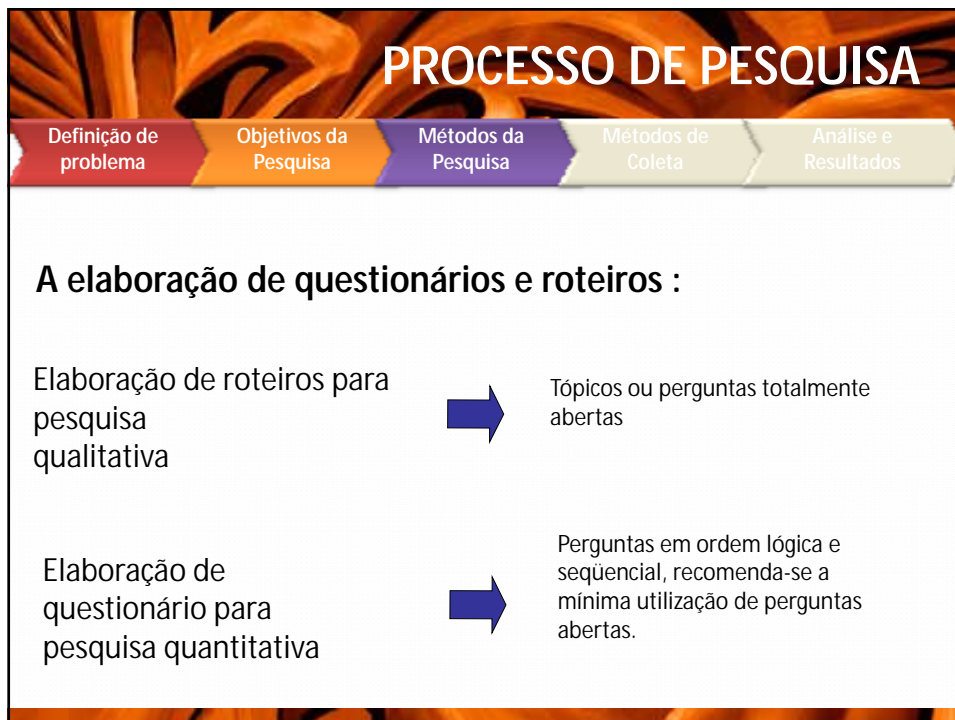 PROCESSO DE PESQUISA
Definição de
problema
Objetivos da
Pesquisa
Métodos da
Pesquisa
Métodos de
Coleta
Análise e
Resultados
A elaboração de questionários e roteiros :
Elaboração de roteiros para
pesquisa
qualitativa
Tópicos ou perguntas totalmente
abertas
Elaboração de
questionário para
pesquisa quantitativa
Perguntas em ordem lógica e
seqüencial, recomenda-se a
mínima utilização de perguntas
abertas.